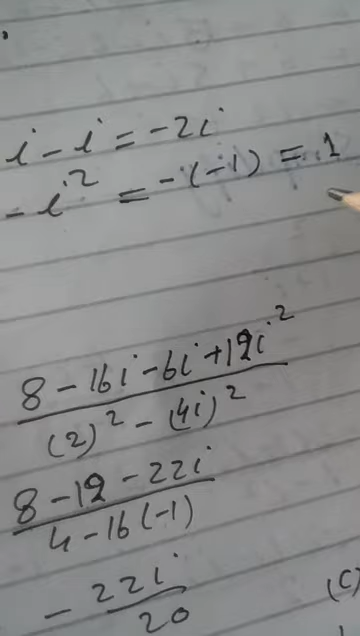 i - i = -2i
- i² = -(-1) = 1
8 - 16i - 6i + 12i²
(2)² - (4i)²
8 - 12 - 22i
4 - 16(-1)
- 22i
20
(C)